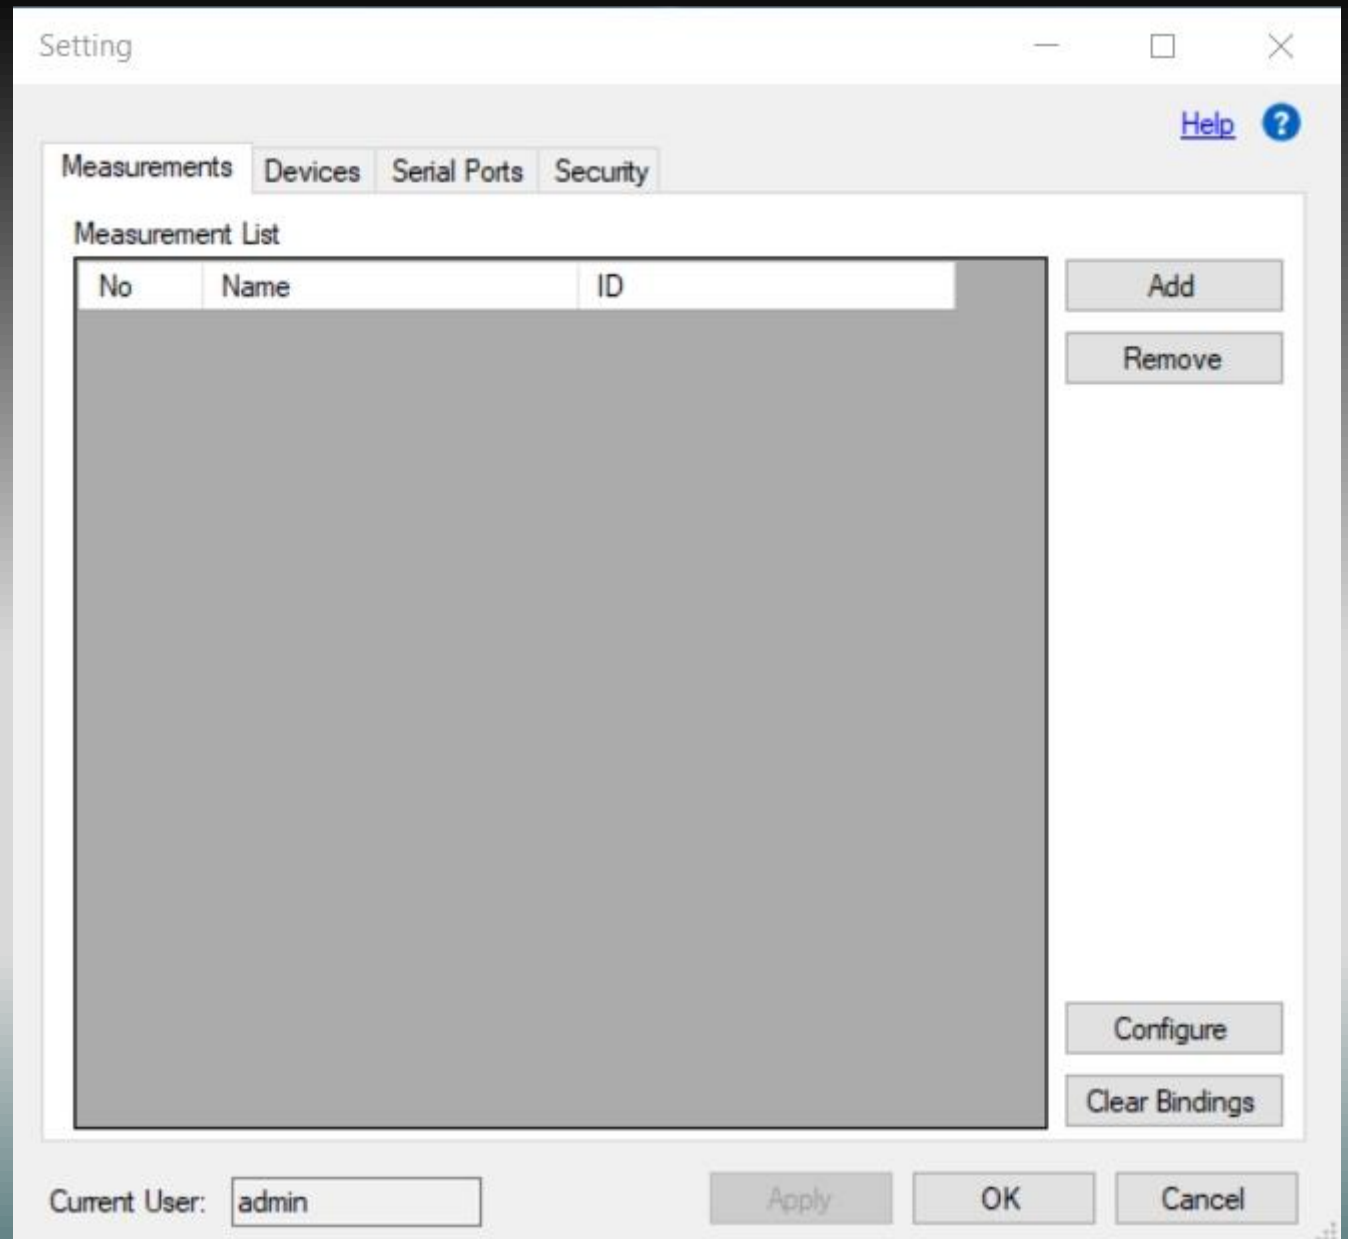 Setting
Help
Measurements Devices Serial Ports Security
Measurement List
No Name ID
Add
Remove
Configure
Clear Bindings
Current User: admin Apply OK Cancel